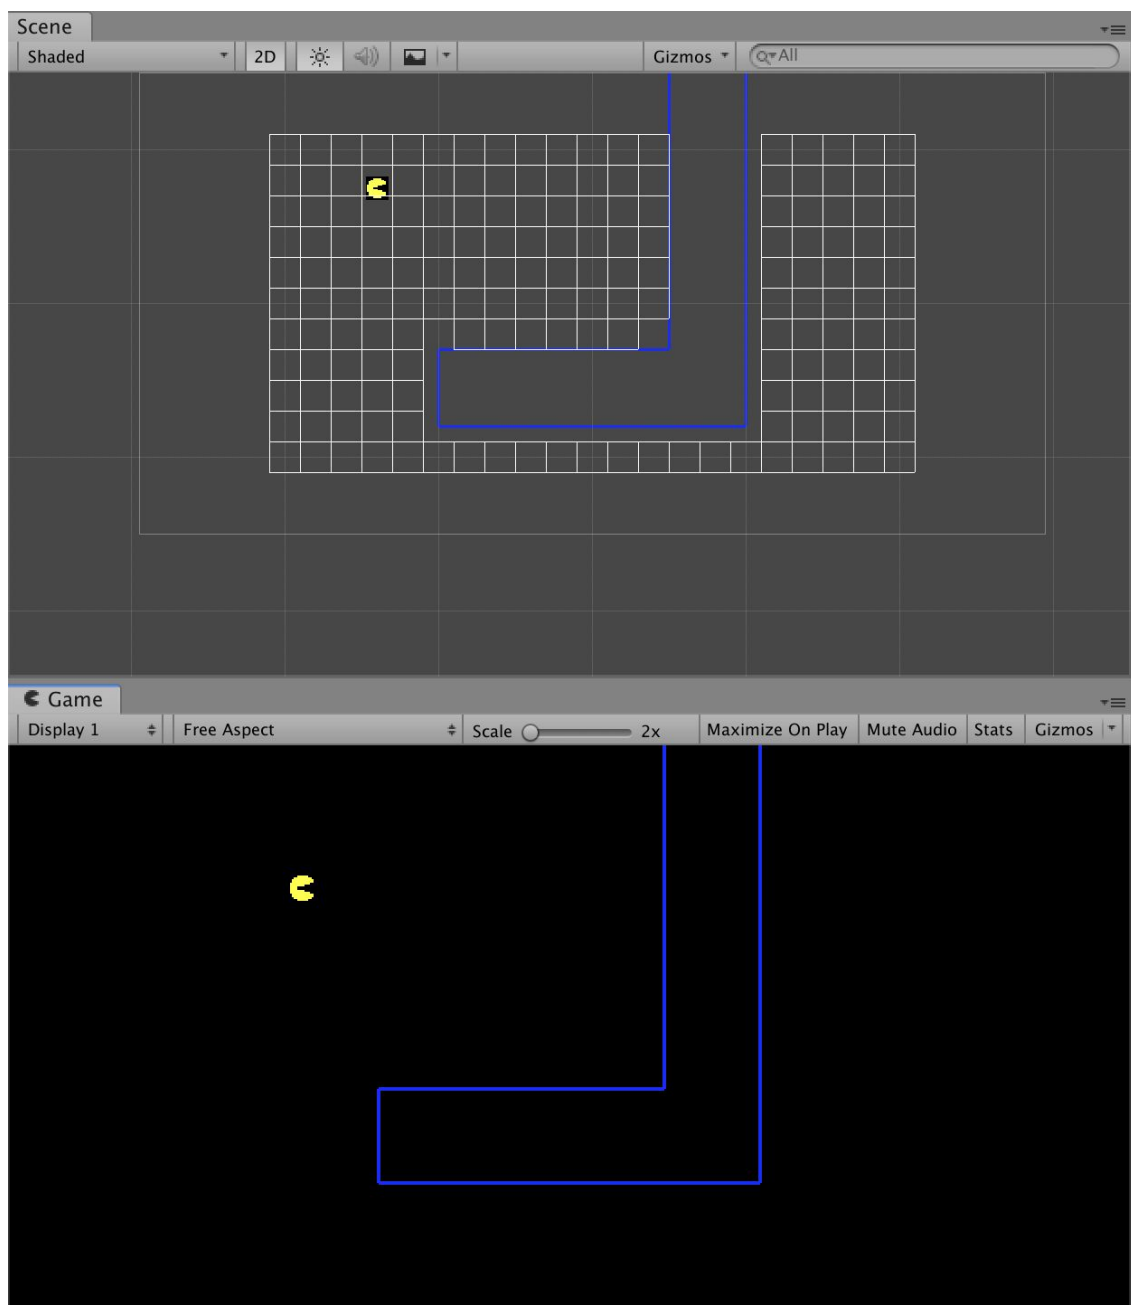 Scene
Shaded 2D Gizmos All
Game
Display 1 Free Aspect Scale 2x Maximize On Play Mute Audio Stats Gizmos